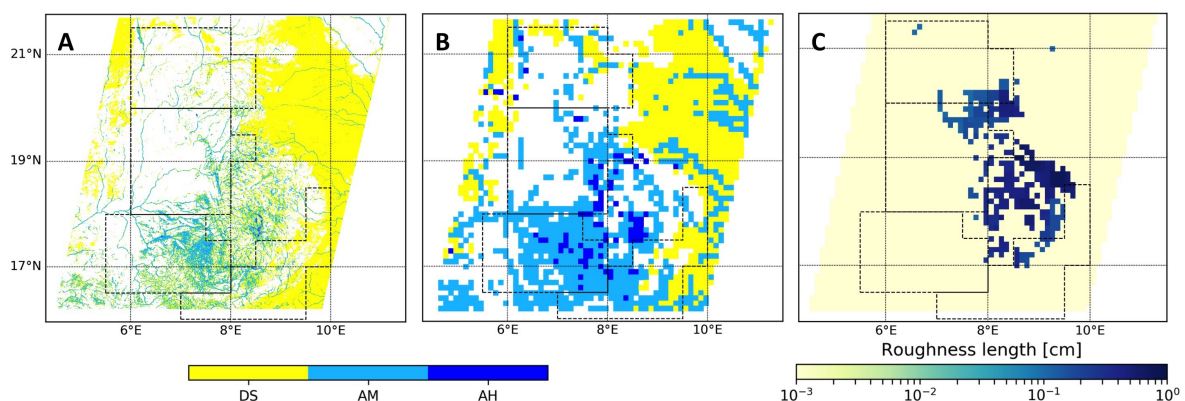 A B C
21°N
19°N
17°N
6°E 8°E 10°E 6°E 8°E 10°E 6°E 8°E 10°E
Roughness length [cm]
DS AM AH
10⁻³ 10⁻² 10⁻¹ 10⁰